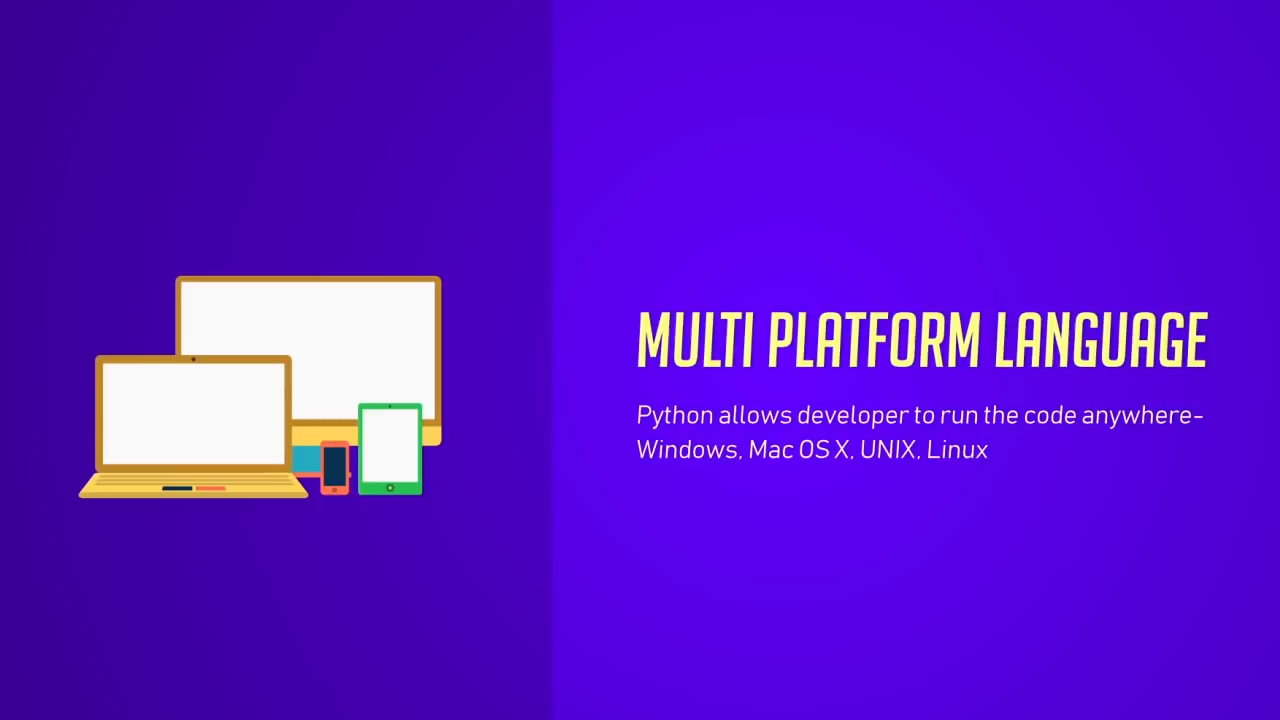 MULTI PLATFORM LANGUAGE
Python allows developer to run the code anywhere-
Windows, Mac OS X, UNIX, Linux